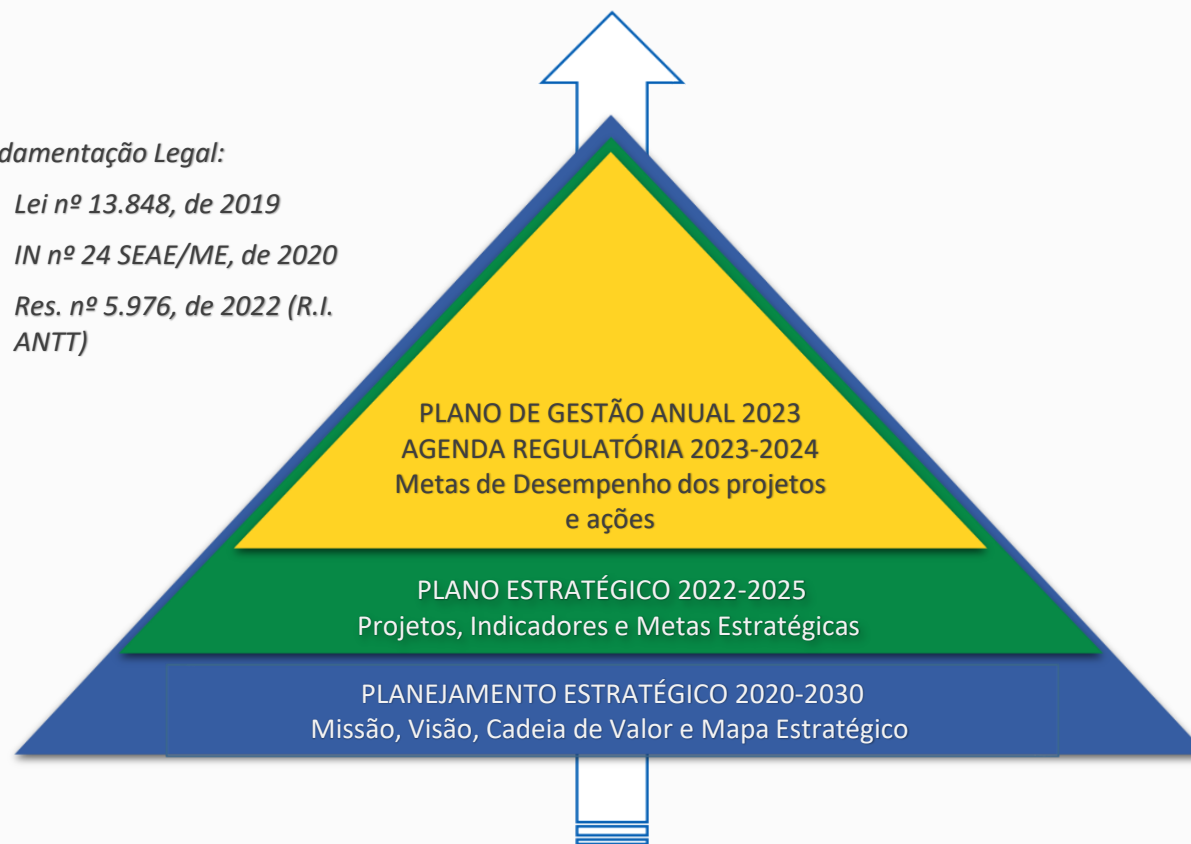 damentação Legal:
Lei nº 13.848, de 2019
IN nº 24 SEAE/ME, de 2020
Res. nº 5.976, de 2022 (R.I.
ANTT)
PLANO DE GESTÃO ANUAL 2023
AGENDA REGULATÓRIA 2023-2024
Metas de Desempenho dos projetos
e ações
PLANO ESTRATÉGICO 2022-2025
Projetos, Indicadores e Metas Estratégicas
PLANEJAMENTO ESTRATÉGICO 2020-2030
Missão, Visão, Cadeia de Valor e Mapa Estratégico